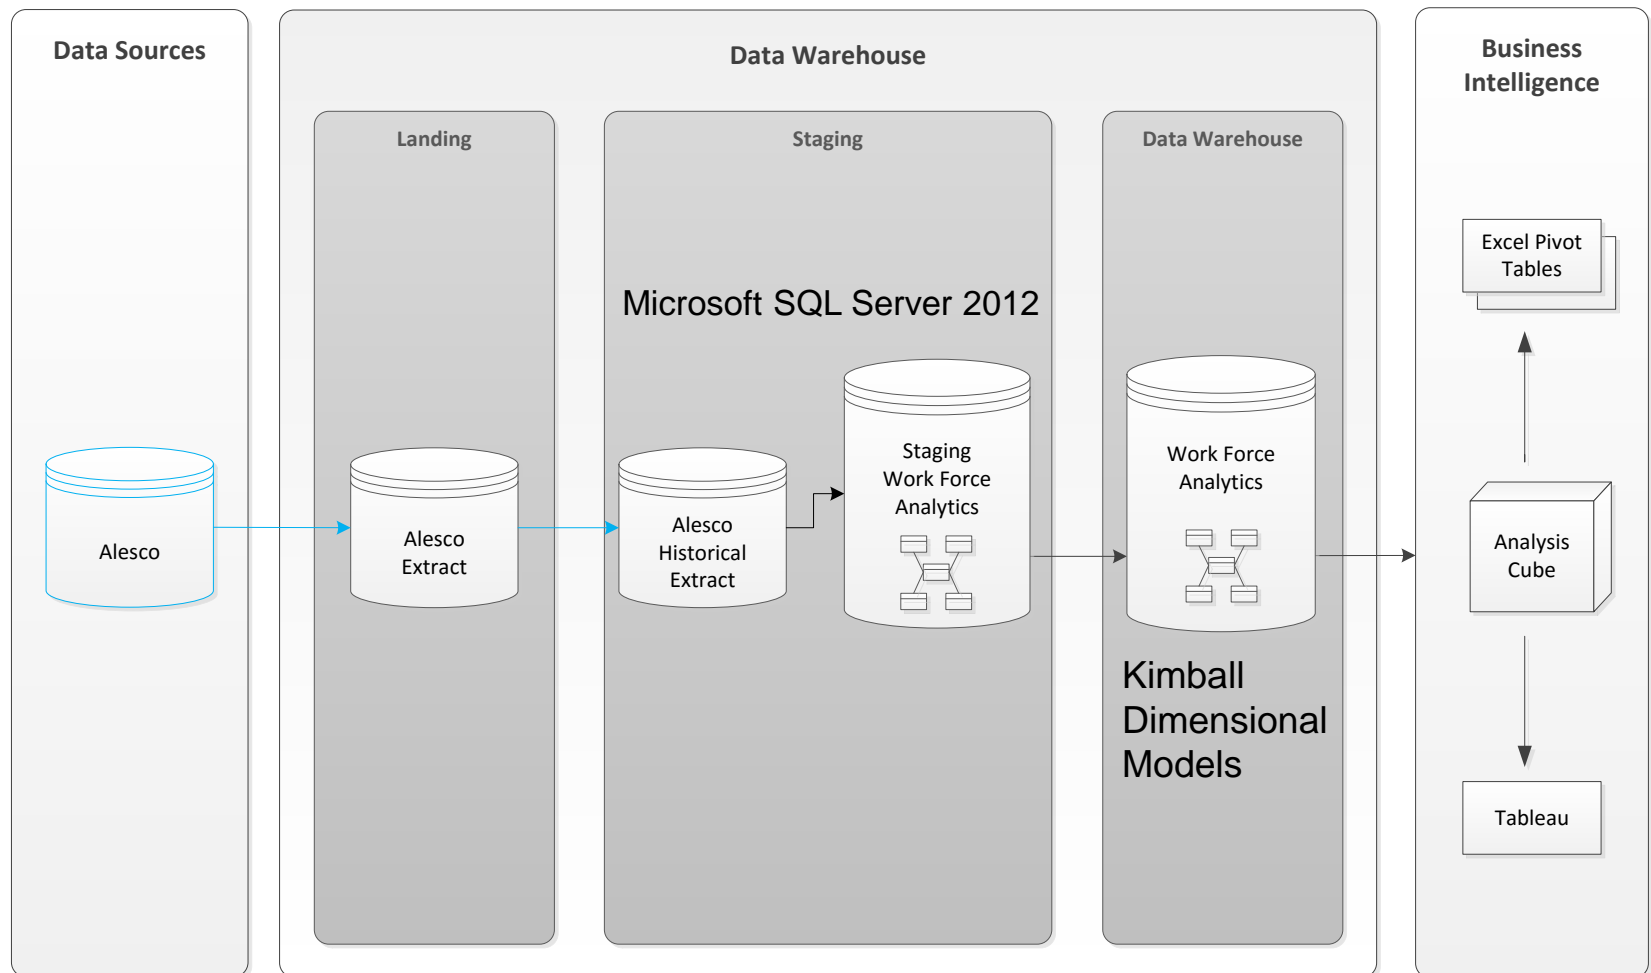 Data Sources
Data Warehouse
Business
Intelligence
Landing
Staging
Data Warehouse
Excel Pivot
Tables
Microsoft SQL Server 2012
Alesco
Alesco
Extract
Alesco
Historical
Extract
Staging
Work Force
Analytics
Work Force
Analytics
Analysis
Cube
Kimball
Dimensional
Models
Tableau